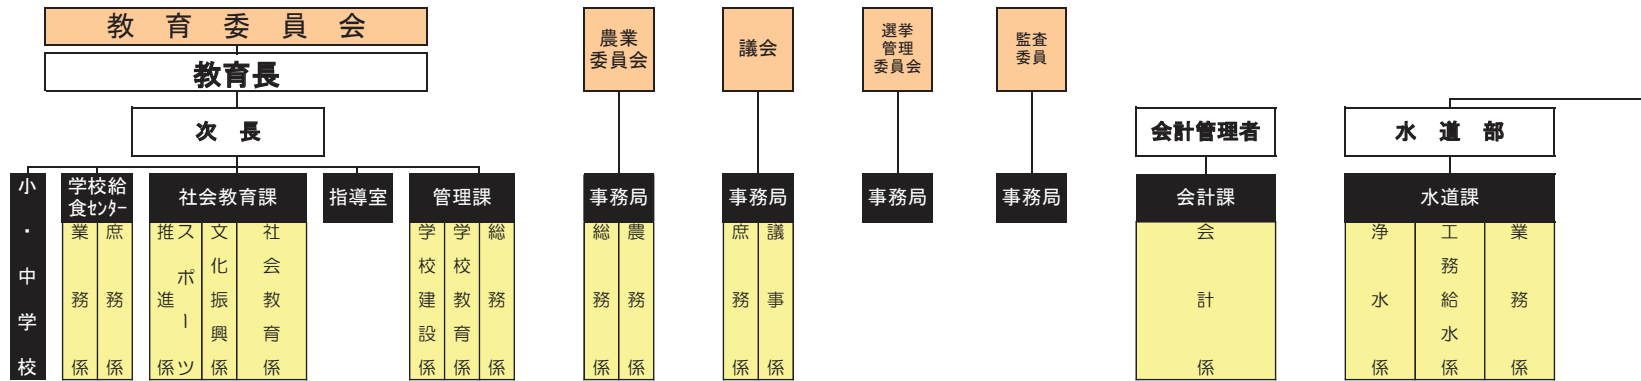 教育委員会
教育長
次長
小・中学校
学校給
食センター
業務係
庶務係
社会教育課
スポーツ
推進係
文化振興係
社会教育係
指導室
管理課
学校建設係
学校教育係
総務係
農業
委員会
事務局
総務係
農務係
議会
事務局
庶務係
議事係
選挙
管理
委員会
事務局
監査
委員
事務局
会計管理者
会計課
会計係
水道部
水道課
浄水係
工務給水係
業務係